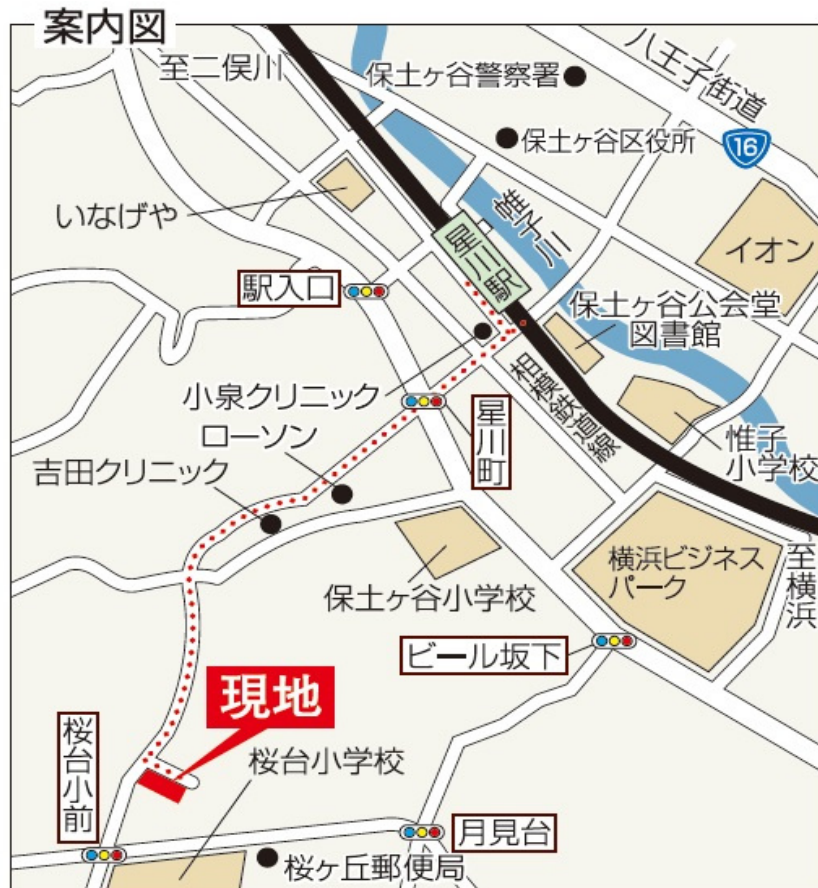 案内図
至二俣川
八王子街道
保土ヶ谷警察署
16
保土ヶ谷区役所
いなげや
帷子川
イオン
星川駅
駅入口
保土ヶ谷公会堂
図書館
小泉クリニック
相模鉄道線
星川町
ローソン
惟子
小学校
吉田クリニック
横浜ビジネス
パーク
至横浜
保土ヶ谷小学校
ビール坂下
現地
桜台小前
桜台小学校
月見台
桜ヶ丘郵便局